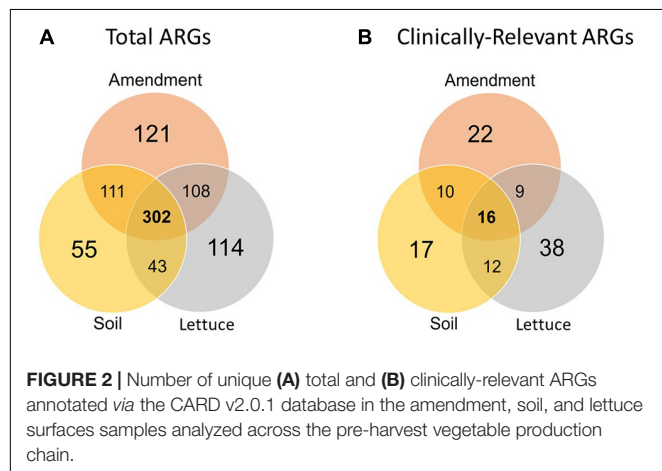 A Total ARGs
Amendment
121
111 108
302
55 114
43
Soil Lettuce
B Clinically-Relevant ARGs
Amendment
22
10 9
16
17 38
12
Soil Lettuce
FIGURE 2 | Number of unique (A) total and (B) clinically-relevant ARGs
annotated via the CARD v2.0.1 database in the amendment, soil, and lettuce
surfaces samples analyzed across the pre-harvest vegetable production
chain.